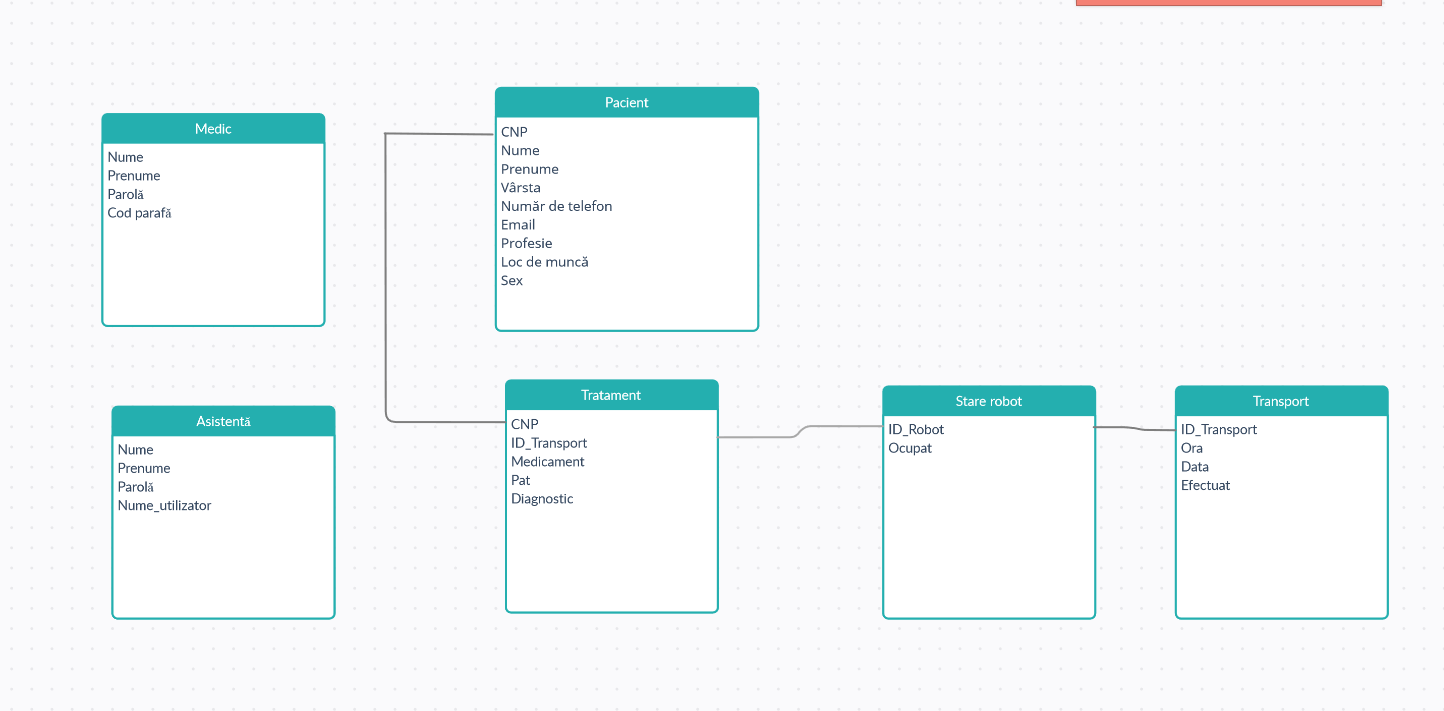 Medic
Nume
Prenume
Parolă
Cod parafă
Pacient
CNP
Nume
Prenume
Vârsta
Număr de telefon
Email
Profesie
Loc de muncă
Sex
Asistentă
Nume
Prenume
Parolă
Nume_utilizator
Tratament
CNP
ID_Transport
Medicament
Pat
Diagnostic
Stare robot
ID_Robot
Ocupat
Transport
ID_Transport
Ora
Data
Efectuat